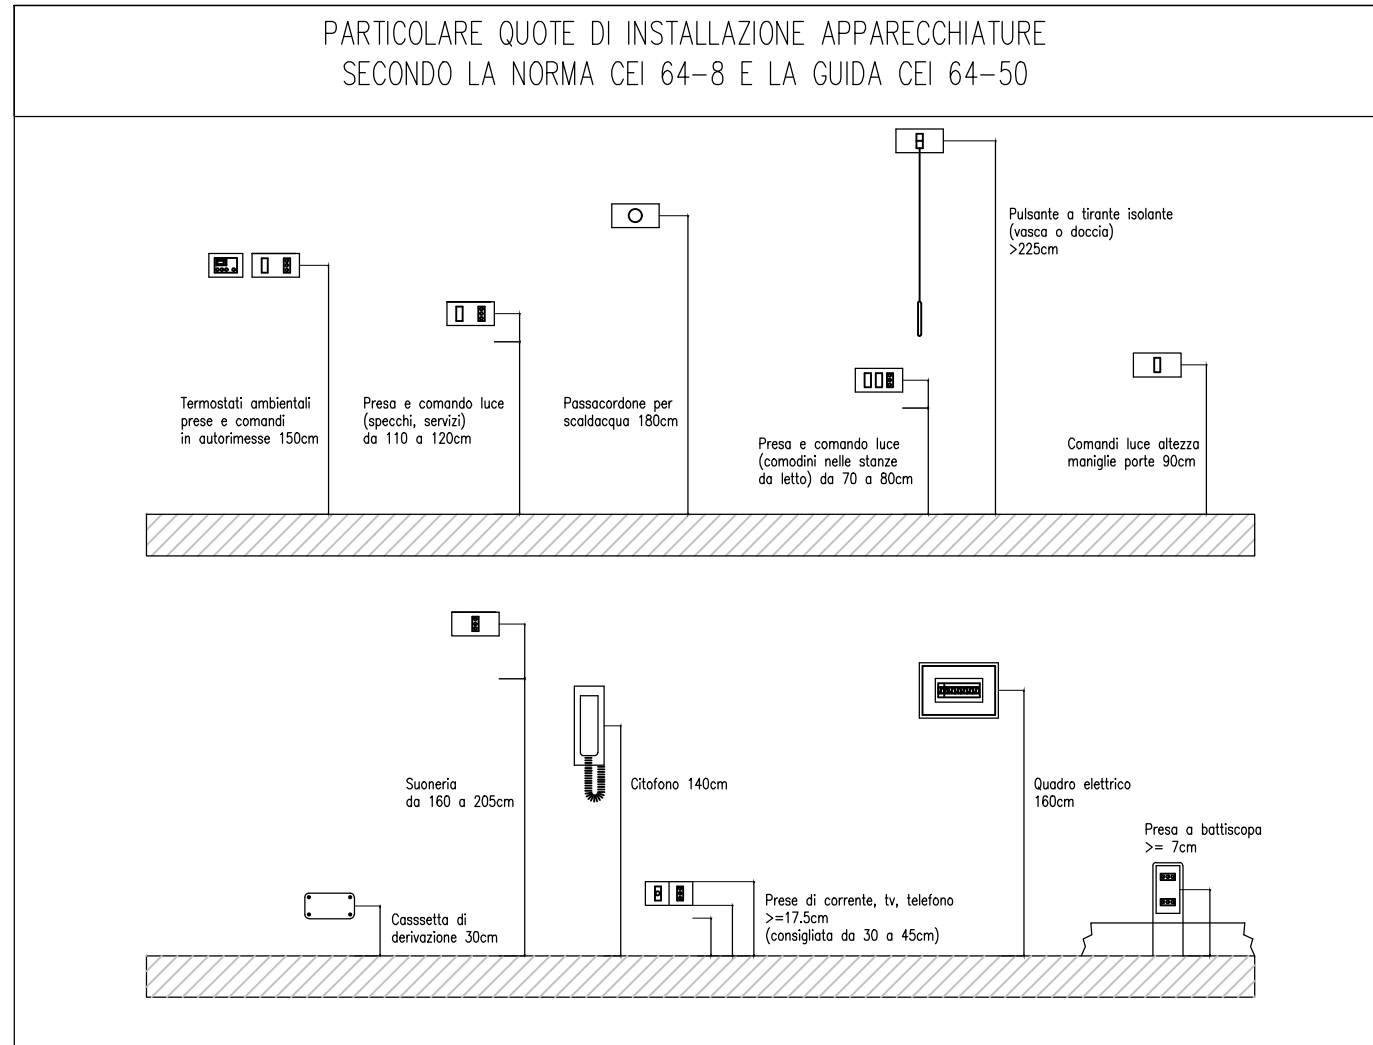 PARTICOLARE QUOTE DI INSTALLAZIONE APPARECCHIATURE
SECONDO LA NORMA CEI 64-8 E LA GUIDA CEI 64-50
Pulsante a tirante isolante
(vasca o doccia)
>225cm
Termostati ambientali
prese e comandi
in autorimesse 150cm
Presa e comando luce
(specchi, servizi)
da 110 a 120cm
Passacordone per
scaldacqua 180cm
Presa e comando luce
(comodini nelle stanze
da letto) da 70 a 80cm
Comandi luce altezza
maniglie porte 90cm
Suoneria
da 160 a 205cm
Citofono 140cm
Quadro elettrico
160cm
Presa a battiscopa
>= 7cm
Casssetta di
derivazione 30cm
Prese di corrente, tv, telefono
>=17.5cm
(consigliata da 30 a 45cm)